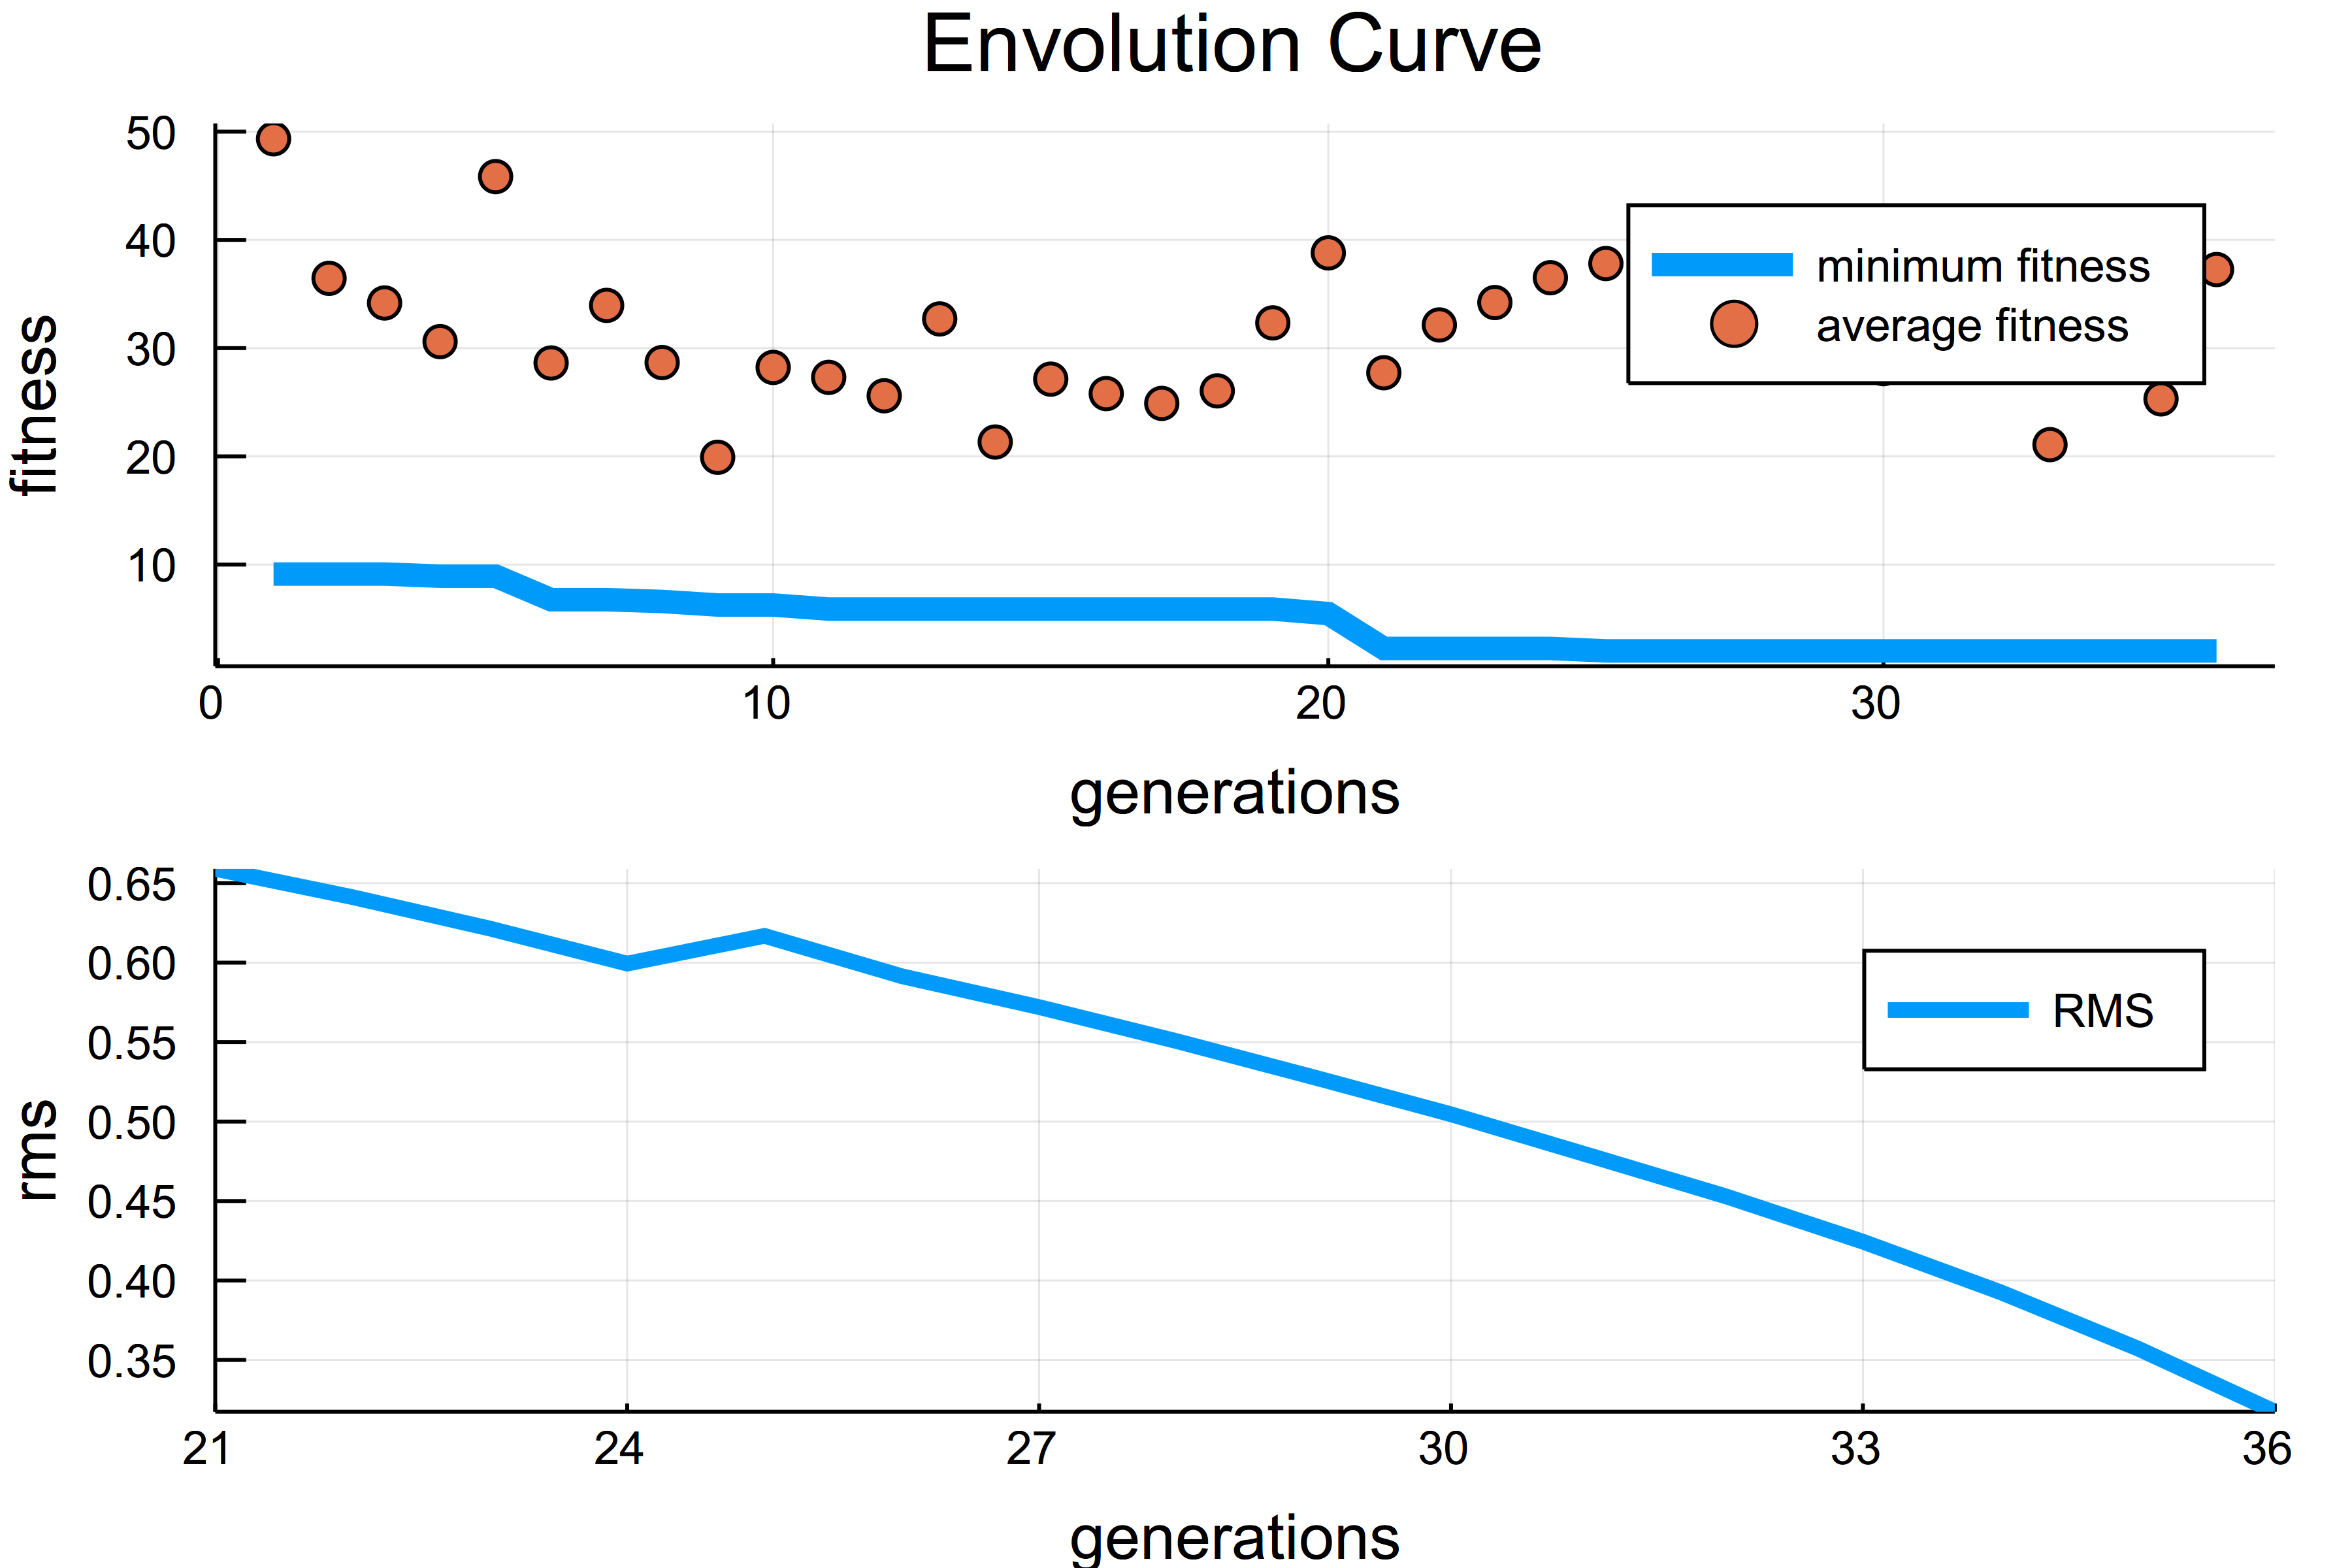 Envolution Curve
50
40
30
20
10
fitness
minimum fitness
average fitness
0 10 20 30
generations
0.65
0.60
0.55
0.50
0.45
0.40
0.35
rms
RMS
21 24 27 30 33 36
generations